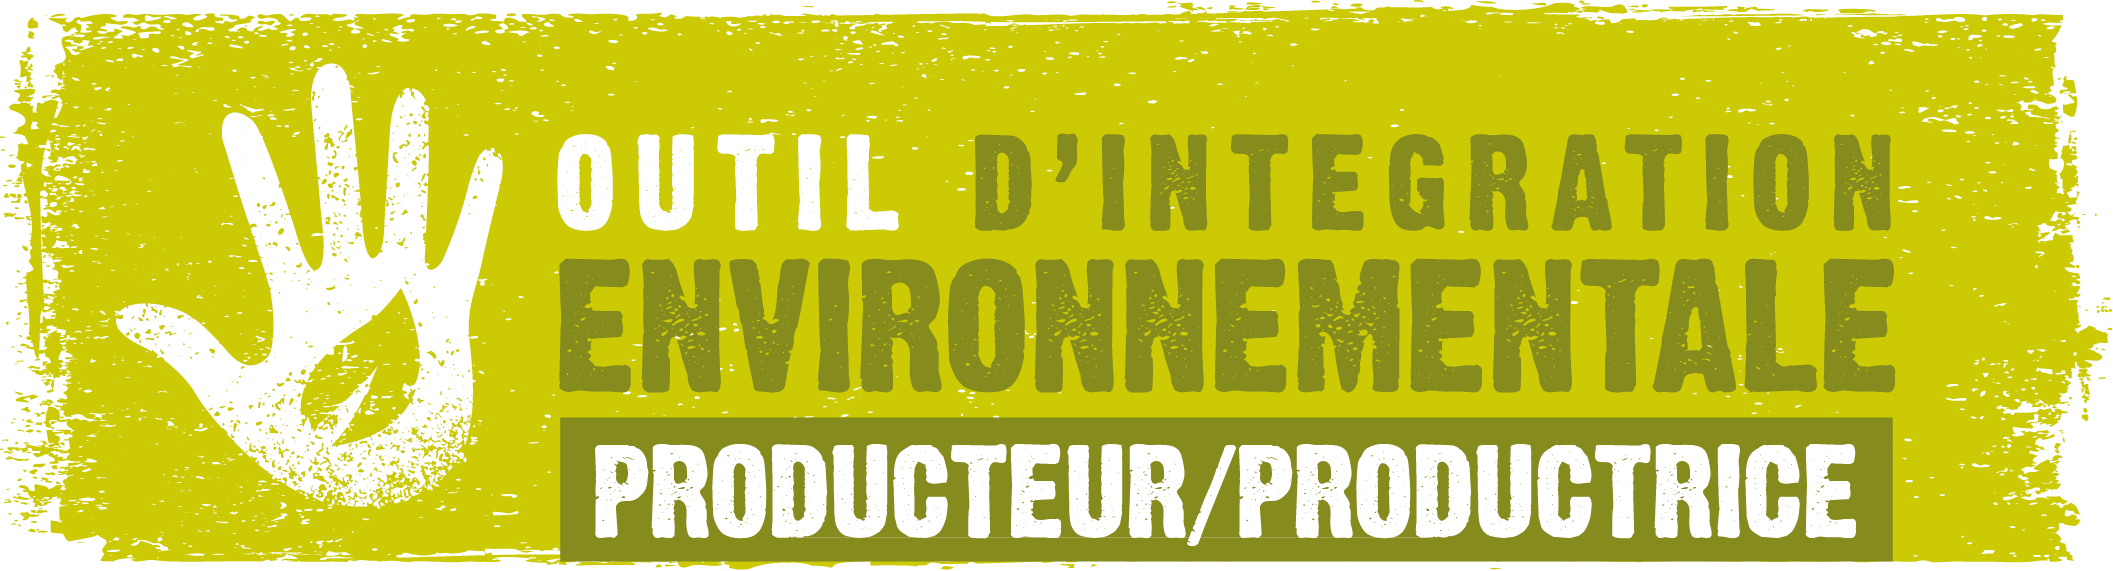 OUTIL D'INTEGRATION
ENVIRONNEMENTALE
PRODUCTEUR/PRODUCTRICE